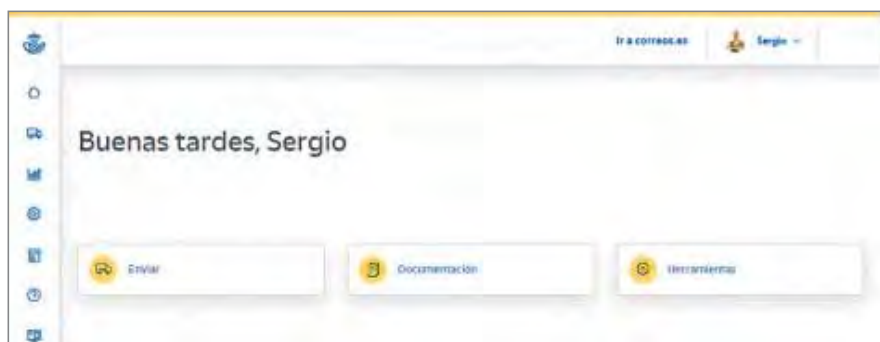 Ir a correos.es
Sergio
Buenas tardes, Sergio
Enviar
Documentación
Herramientas